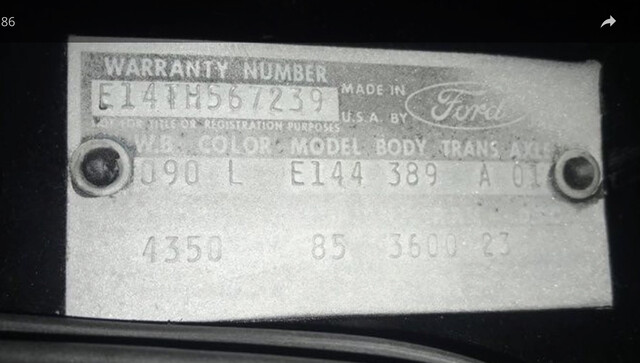 86
WARRANTY NUMBER
E14TH567239
MADE IN
U.S.A. BY
Ford
NOT FOR TITLE OR REGISTRATION PURPOSES
W.B. COLOR MODEL BODY TRANS AXLE
090 L E144 389 A 01
4350 85 3600 23